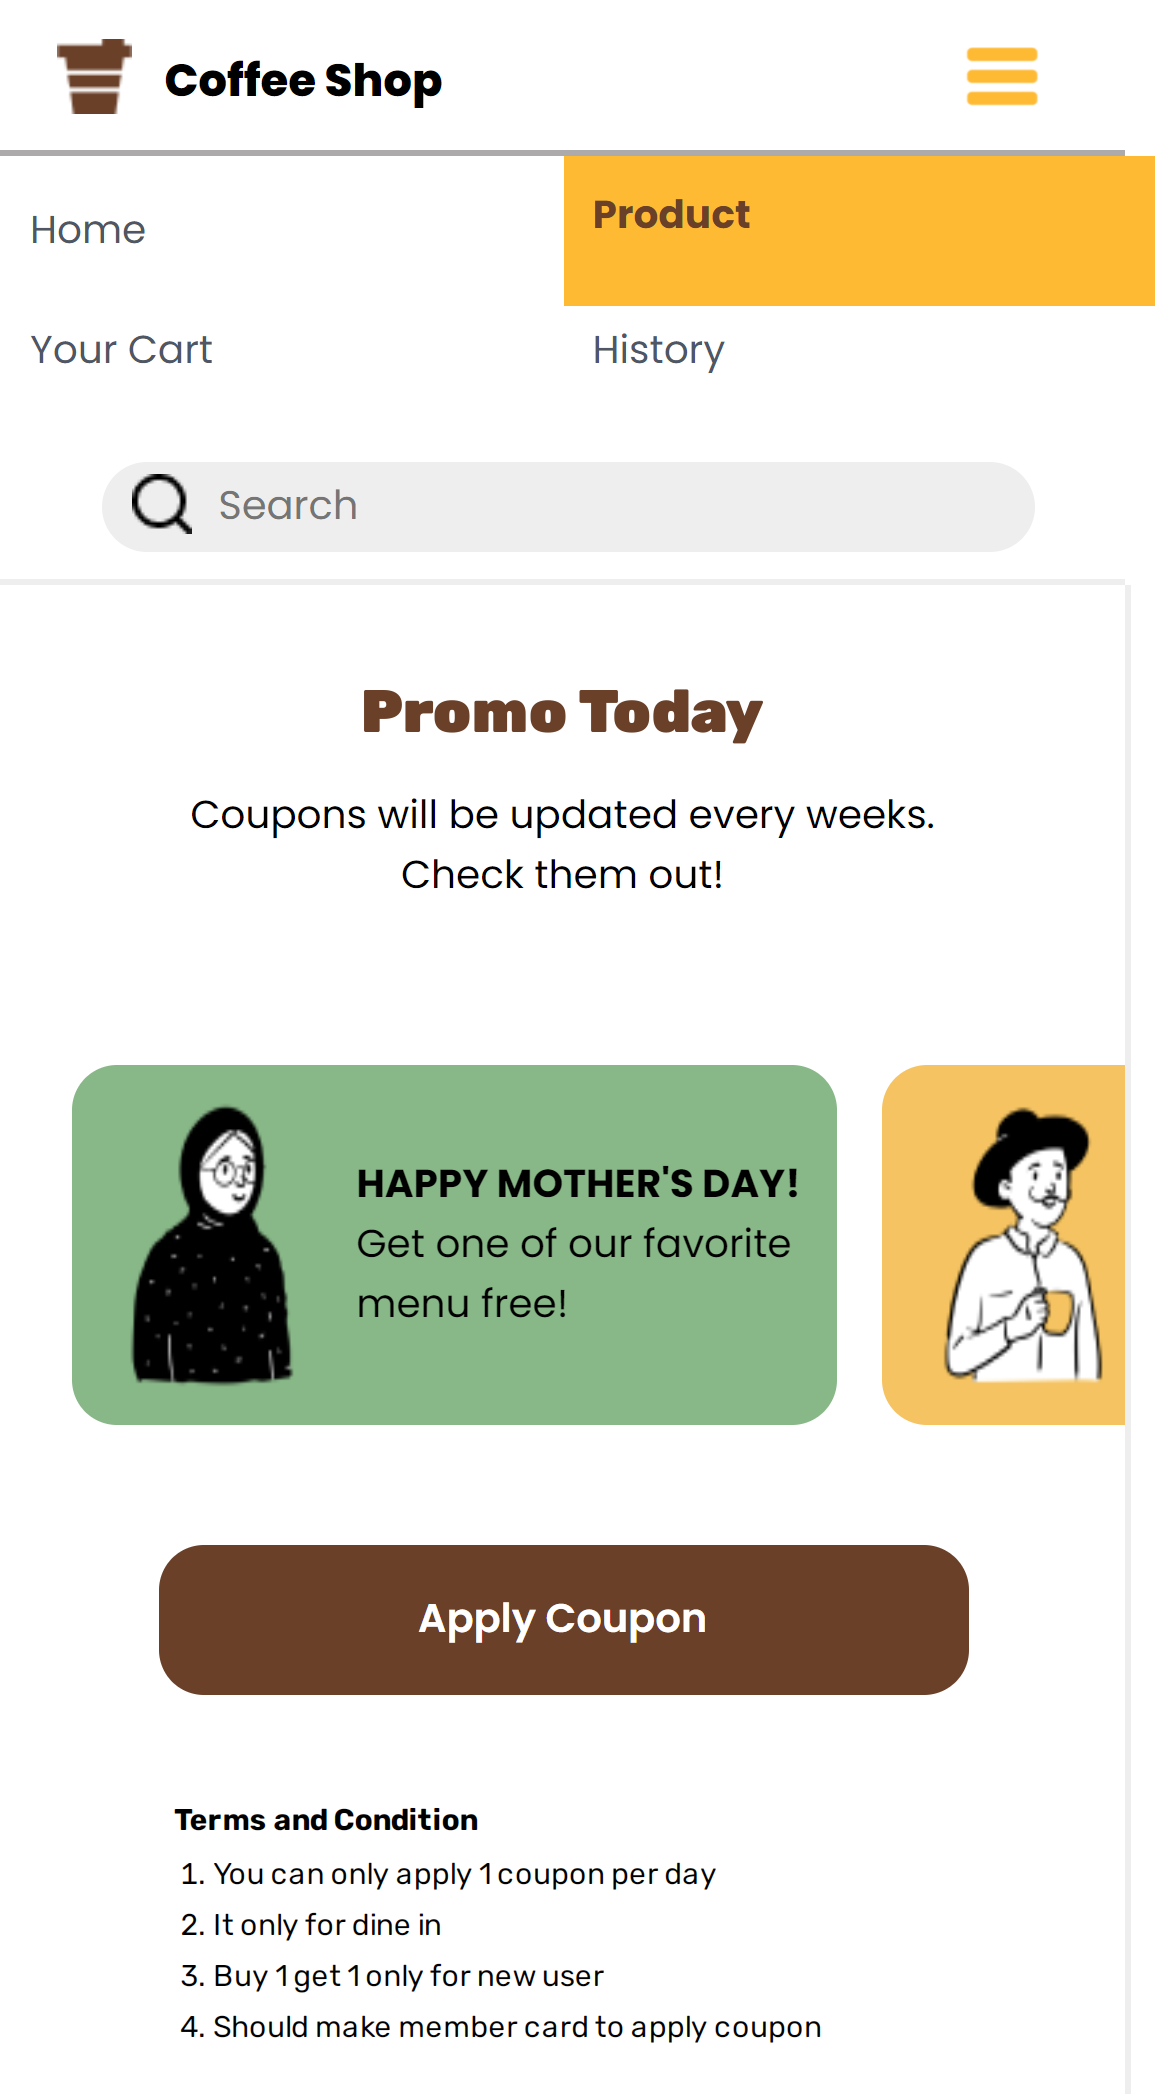 Coffee Shop
Home
Product
Your Cart
History
Search
Promo Today
Coupons will be updated every weeks.
Check them out!
HAPPY MOTHER'S DAY!
Get one of our favorite
menu free!
Apply Coupon
Terms and Condition
1. You can only apply 1 coupon per day
2. It only for dine in
3. Buy 1 get 1 only for new user
4. Should make member card to apply coupon